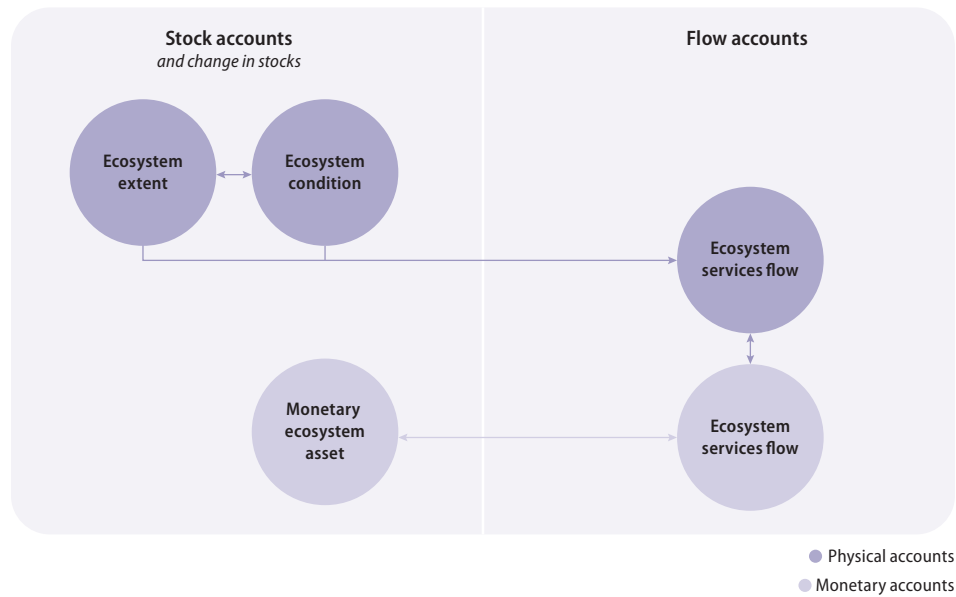 Stock accounts
and change in stocks
Flow accounts
Ecosystem
extent
Ecosystem
condition
Ecosystem
services flow
Monetary
ecosystem
asset
Ecosystem
services flow
Physical accounts
Monetary accounts